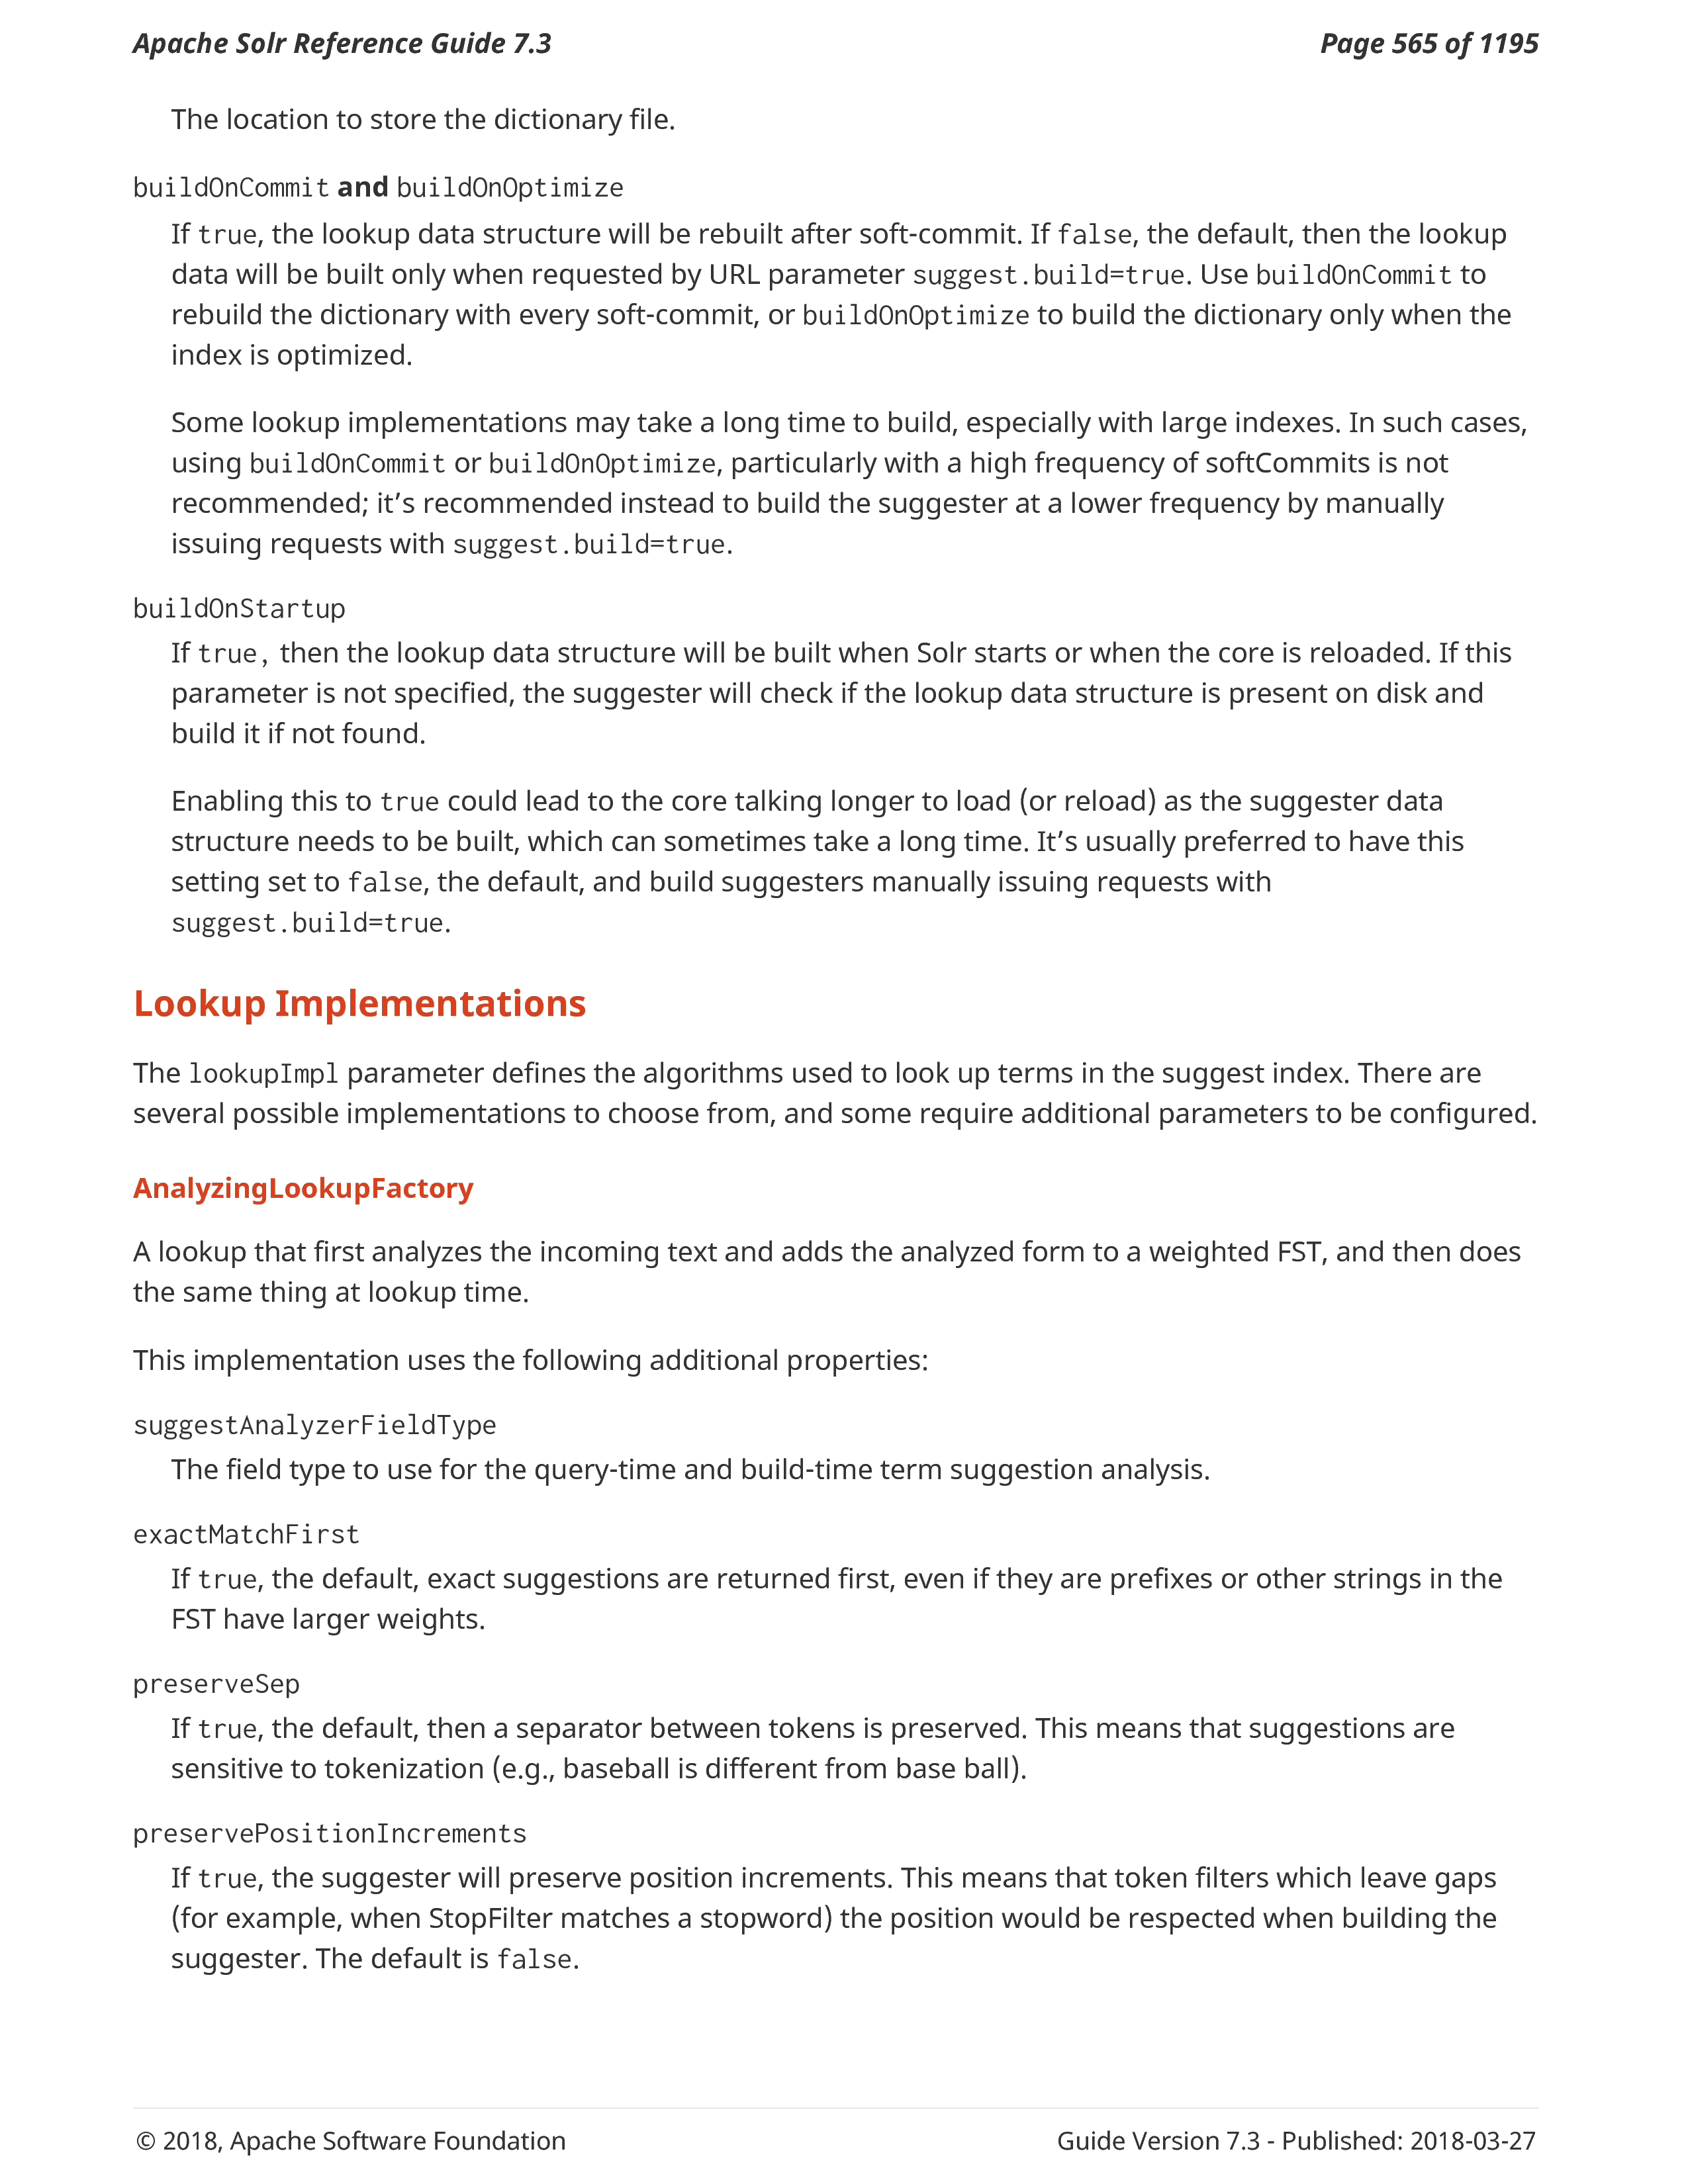 Apache Solr Reference Guide 7.3
Page 565 of 1195
The location to store the dictionary file.
buildOnCommit and buildOnOptimize
If true, the lookup data structure will be rebuilt after soft-commit. If false, the default, then the lookup
data will be built only when requested by URL parameter suggest.build=true. Use buildOnCommit to
rebuild the dictionary with every soft-commit, or buildOnOptimize to build the dictionary only when the
index is optimized.
Some lookup implementations may take a long time to build, especially with large indexes. In such cases,
using buildOnCommit or buildOnOptimize, particularly with a high frequency of softCommits is not
recommended; it’s recommended instead to build the suggester at a lower frequency by manually
issuing requests with suggest.build=true.
buildOnStartup
If true, then the lookup data structure will be built when Solr starts or when the core is reloaded. If this
parameter is not specified, the suggester will check if the lookup data structure is present on disk and
build it if not found.
Enabling this to true could lead to the core talking longer to load (or reload) as the suggester data
structure needs to be built, which can sometimes take a long time. It’s usually preferred to have this
setting set to false, the default, and build suggesters manually issuing requests with
suggest.build=true.
Lookup Implementations
The lookupImpl parameter defines the algorithms used to look up terms in the suggest index. There are
several possible implementations to choose from, and some require additional parameters to be configured.
AnalyzingLookupFactory
A lookup that first analyzes the incoming text and adds the analyzed form to a weighted FST, and then does
the same thing at lookup time.
This implementation uses the following additional properties:
suggestAnalyzerFieldType
The field type to use for the query-time and build-time term suggestion analysis.
exactMatchFirst
If true, the default, exact suggestions are returned first, even if they are prefixes or other strings in the
FST have larger weights.
preserveSep
If true, the default, then a separator between tokens is preserved. This means that suggestions are
sensitive to tokenization (e.g., baseball is different from base ball).
preservePositionIncrements
If true, the suggester will preserve position increments. This means that token filters which leave gaps
(for example, when StopFilter matches a stopword) the position would be respected when building the
suggester. The default is false.
© 2018, Apache Software Foundation
Guide Version 7.3 - Published: 2018-03-27